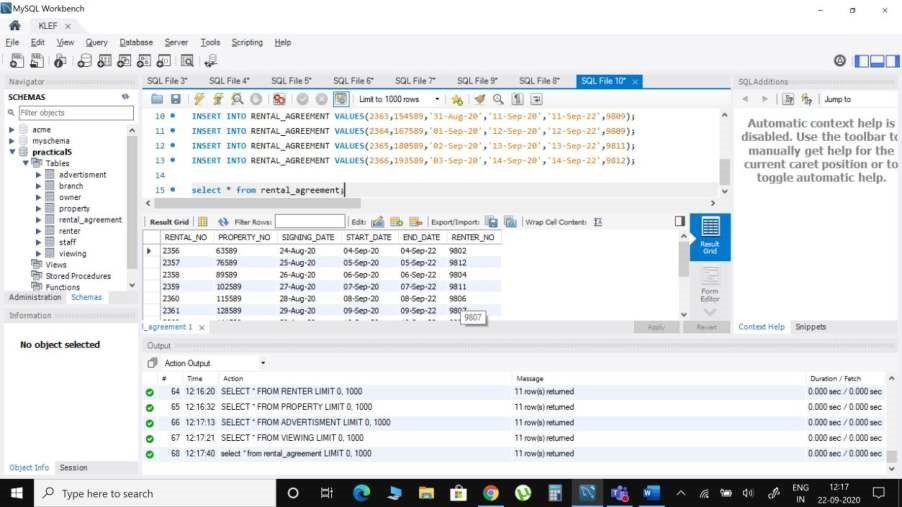 MySQL Workbench
KLEF
File Edit View Query Database Server Tools Scripting Help
Navigator
SCHEMAS
Filter objects
acme
myschema
practical5
Tables
advertisment
branch
owner
property
rental_agreement
renter
staff
viewing
Views
Stored Procedures
Functions
Administration Schemas
Information
No object selected
Object Info Session
SQL File 3* SQL File 4* SQL File 5* SQL File 6* SQL File 7* SQL File 9* SQL File 8* SQL File 10*
Limit to 1000 rows
10 INSERT INTO RENTAL_AGREEMENT VALUES(2363,154589,'31-Aug-20','11-Sep-20','11-Sep-22',9809);
11 INSERT INTO RENTAL_AGREEMENT VALUES(2364,167589,'01-Sep-20','12-Sep-20','12-Sep-22',9809);
12 INSERT INTO RENTAL_AGREEMENT VALUES(2365,180589,'02-Sep-20','13-Sep-20','13-Sep-22',9811);
13 INSERT INTO RENTAL_AGREEMENT VALUES(2366,193589,'03-Sep-20','14-Sep-20','14-Sep-22',9812);
14
15 select * from rental_agreement;
Result Grid Filter Rows: Edit: Export/Import: Wrap Cell Content:
RENTAL_NO PROPERTY_NO SIGNING_DATE START_DATE END_DATE RENTER_NO
2356 63589 24-Aug-20 04-Sep-20 04-Sep-22 9802
2357 76589 25-Aug-20 05-Sep-20 05-Sep-22 9812
2358 89589 26-Aug-20 06-Sep-20 06-Sep-22 9804
2359 102589 27-Aug-20 07-Sep-20 07-Sep-22 9811
2360 115589 28-Aug-20 08-Sep-20 08-Sep-22 9806
2361 128589 29-Aug-20 09-Sep-20 09-Sep-22 9807
9807
Result Grid
Form Editor
l_agreement 1
Apply Revert
SQLAdditions
Jump to
Automatic context help is
disabled. Use the toolbar to
manually get help for the
current caret position or to
toggle automatic help.
Context Help Snippets
Output
Action Output
# Time Action Message Duration / Fetch
64 12:16:20 SELECT * FROM RENTER LIMIT 0, 1000 11 row(s) returned 0.000 sec / 0.000 sec
65 12:16:32 SELECT * FROM PROPERTY LIMIT 0, 1000 11 row(s) returned 0.000 sec / 0.000 sec
66 12:17:13 SELECT * FROM ADVERTISMENT LIMIT 0, 1000 11 row(s) returned 0.000 sec / 0.000 sec
67 12:17:21 SELECT * FROM VIEWING LIMIT 0, 1000 11 row(s) returned 0.000 sec / 0.000 sec
68 12:17:40 select * from rental_agreement LIMIT 0, 1000 11 row(s) returned 0.000 sec / 0.000 sec
Type here to search
ENG
IN
12:17
22-09-2020